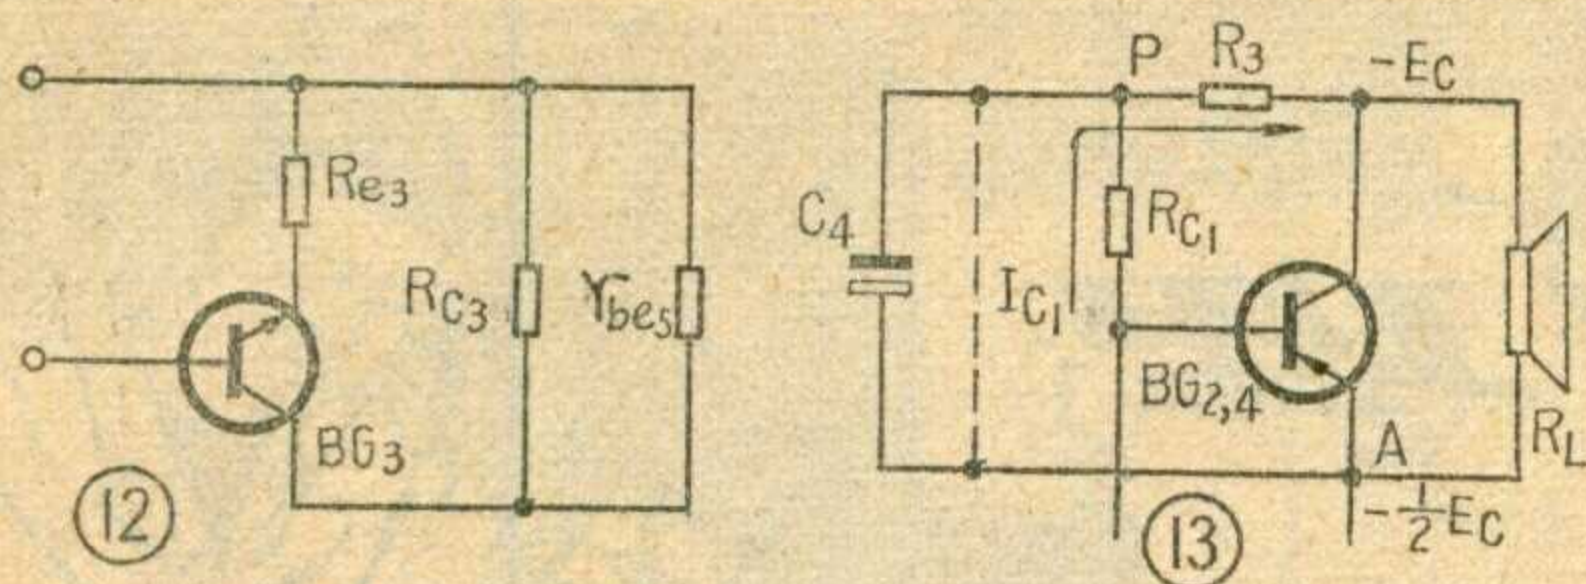 Re3
RC3
rbe5
BG3
12
P
R3
-EC
C4
RC1
IC1
BG2,4
A
RL
-1/2EC
13